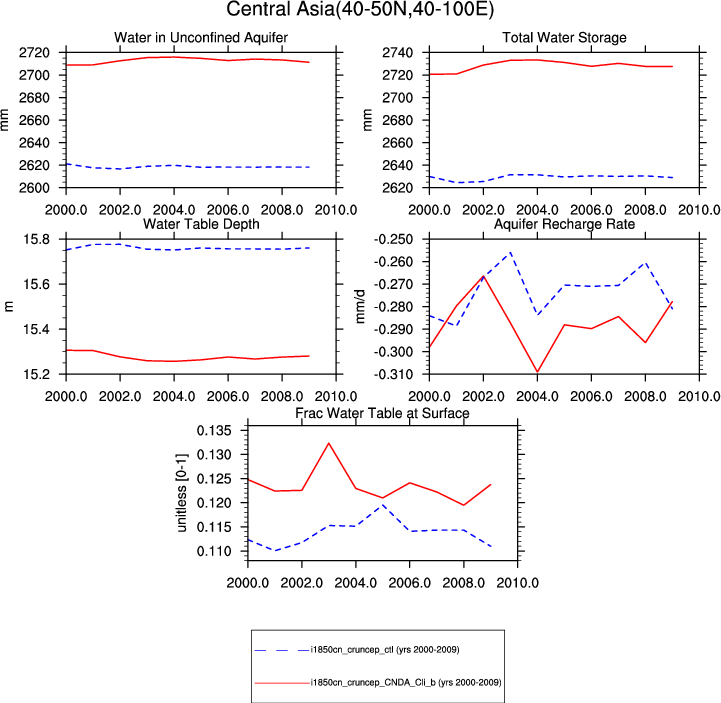 Central Asia(40-50N,40-100E)
Water in Unconfined Aquifer
2720
2700
2680
2660
2640
2620
2600
mm
2000.0 2002.0 2004.0 2006.0 2008.0 2010.0
Total Water Storage
2740
2720
2700
2680
2660
2640
2620
mm
2000.0 2002.0 2004.0 2006.0 2008.0 2010.0
Water Table Depth
15.8
15.6
15.4
15.2
m
2000.0 2002.0 2004.0 2006.0 2008.0 2010.0
Aquifer Recharge Rate
-0.250
-0.260
-0.270
-0.280
-0.290
-0.300
-0.310
mm/d
2000.0 2002.0 2004.0 2006.0 2008.0 2010.0
Frac Water Table at Surface
0.135
0.130
0.125
0.120
0.115
0.110
unitless [0-1]
2000.0 2002.0 2004.0 2006.0 2008.0 2010.0
i1850cn_cruncep_ctl (yrs 2000-2009)
i1850cn_cruncep_CNDA_Cli_b (yrs 2000-2009)